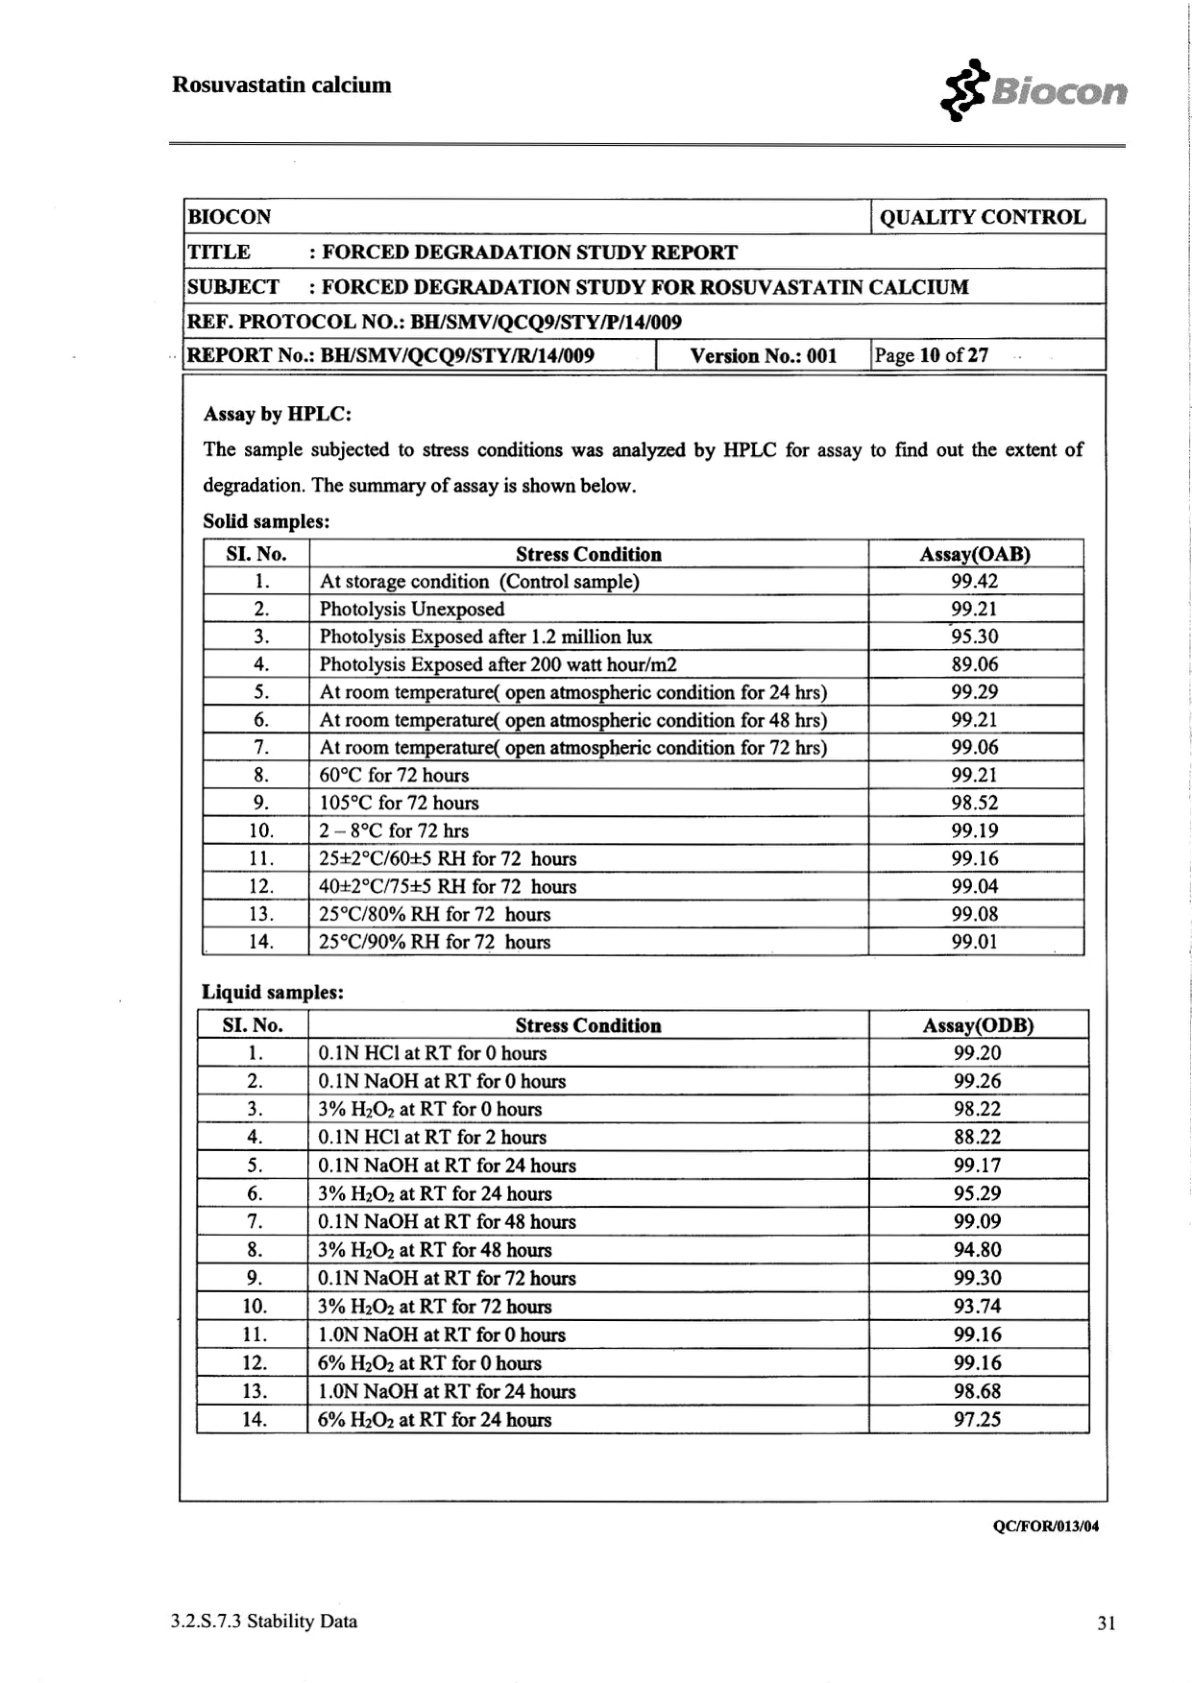 Rosuvastatin calcium
Biocon
BIOCON QUALITY CONTROL
TITLE : FORCED DEGRADATION STUDY REPORT
SUBJECT : FORCED DEGRADATION STUDY FOR ROSUVASTATIN CALCIUM
REF. PROTOCOL NO.: BH/SMV/QCQ9/STY/P/14/009
REPORT No.: BH/SMV/QCQ9/STY/R/14/009 Version No.: 001 Page 10 of 27
Assay by HPLC:
The sample subjected to stress conditions was analyzed by HPLC for assay to find out the extent of
degradation. The summary of assay is shown below.
Solid samples:
SI. No. Stress Condition Assay(OAB)
1. At storage condition (Control sample) 99.42
2. Photolysis Unexposed 99.21
3. Photolysis Exposed after 1.2 million lux 95.30
4. Photolysis Exposed after 200 watt hour/m2 89.06
5. At room temperature( open atmospheric condition for 24 hrs) 99.29
6. At room temperature( open atmospheric condition for 48 hrs) 99.21
7. At room temperature( open atmospheric condition for 72 hrs) 99.06
8. 60°C for 72 hours 99.21
9. 105°C for 72 hours 98.52
10. 2 – 8°C for 72 hrs 99.19
11. 25±2°C/60±5 RH for 72 hours 99.16
12. 40±2°C/75±5 RH for 72 hours 99.04
13. 25°C/80% RH for 72 hours 99.08
14. 25°C/90% RH for 72 hours 99.01
Liquid samples:
SI. No. Stress Condition Assay(ODB)
1. 0.1N HCl at RT for 0 hours 99.20
2. 0.1N NaOH at RT for 0 hours 99.26
3. 3% H₂O₂ at RT for 0 hours 98.22
4. 0.1N HCl at RT for 2 hours 88.22
5. 0.1N NaOH at RT for 24 hours 99.17
6. 3% H₂O₂ at RT for 24 hours 95.29
7. 0.1N NaOH at RT for 48 hours 99.09
8. 3% H₂O₂ at RT for 48 hours 94.80
9. 0.1N NaOH at RT for 72 hours 99.30
10. 3% H₂O₂ at RT for 72 hours 93.74
11. 1.0N NaOH at RT for 0 hours 99.16
12. 6% H₂O₂ at RT for 0 hours 99.16
13. 1.0N NaOH at RT for 24 hours 98.68
14. 6% H₂O₂ at RT for 24 hours 97.25
QC/FOR/013/04
3.2.S.7.3 Stability Data 31